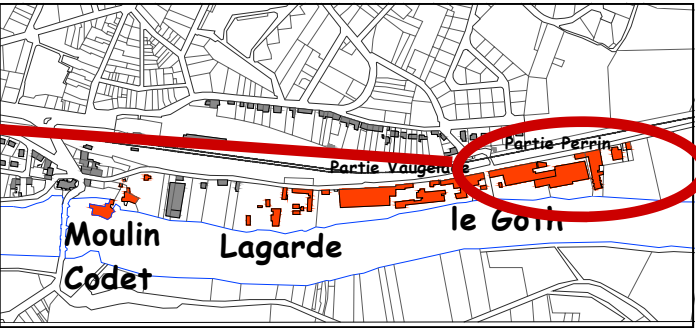 Partie Perrin
Partie Vaugelade
Moulin
Codet
Lagarde
le Goth